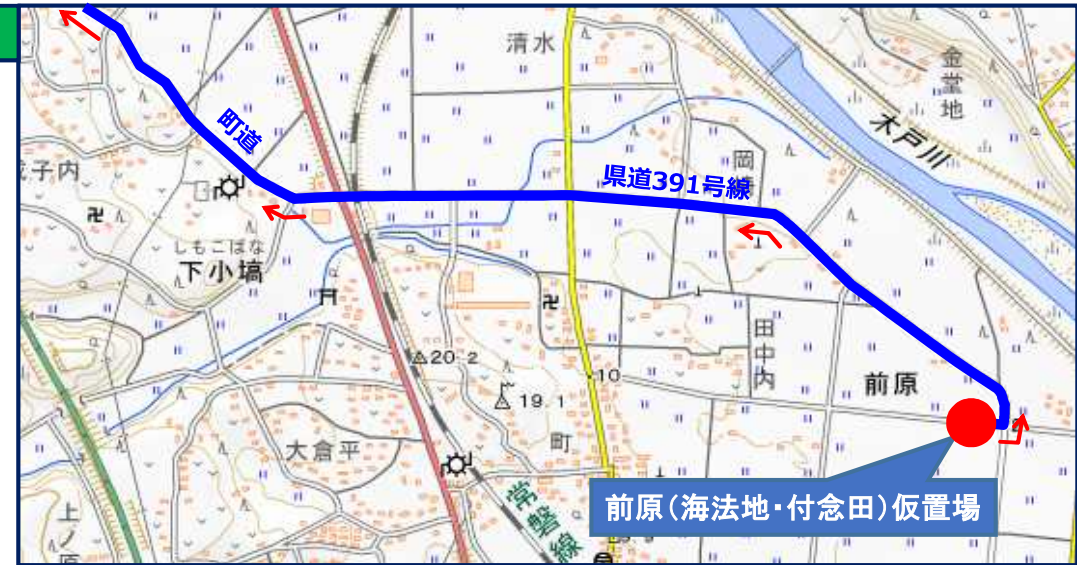 清水
金堂地
木戸川
町道
県道391号線
子内
しもこばな
下小塙
田中内
前原
20.2
19.1
10
町
大倉平
上ノ原
常磐線
前原(海法地・付念田)仮置場